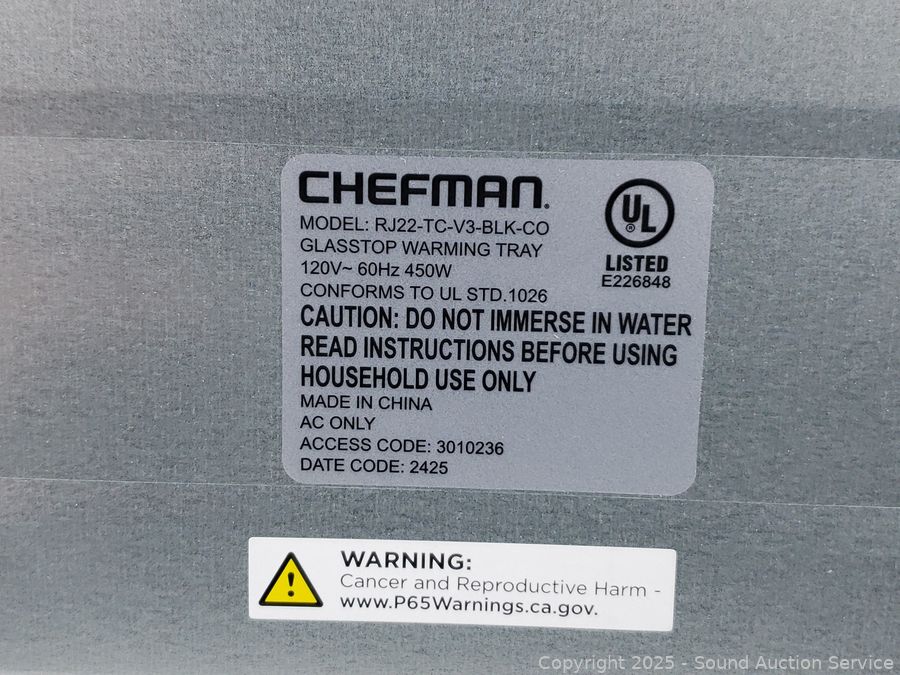 CHEFMAN.
MODEL: RJ22-TC-V3-BLK-CO
GLASSTOP WARMING TRAY
120V~ 60Hz 450W
CONFORMS TO UL STD.1026
CAUTION: DO NOT IMMERSE IN WATER
READ INSTRUCTIONS BEFORE USING
HOUSEHOLD USE ONLY
MADE IN CHINA
AC ONLY
ACCESS CODE: 3010236
DATE CODE: 2425
UL ®
LISTED
E226848
WARNING:
Cancer and Reproductive Harm -
www.P65Warnings.ca.gov.
Copyright 2025 - Sound Auction Service